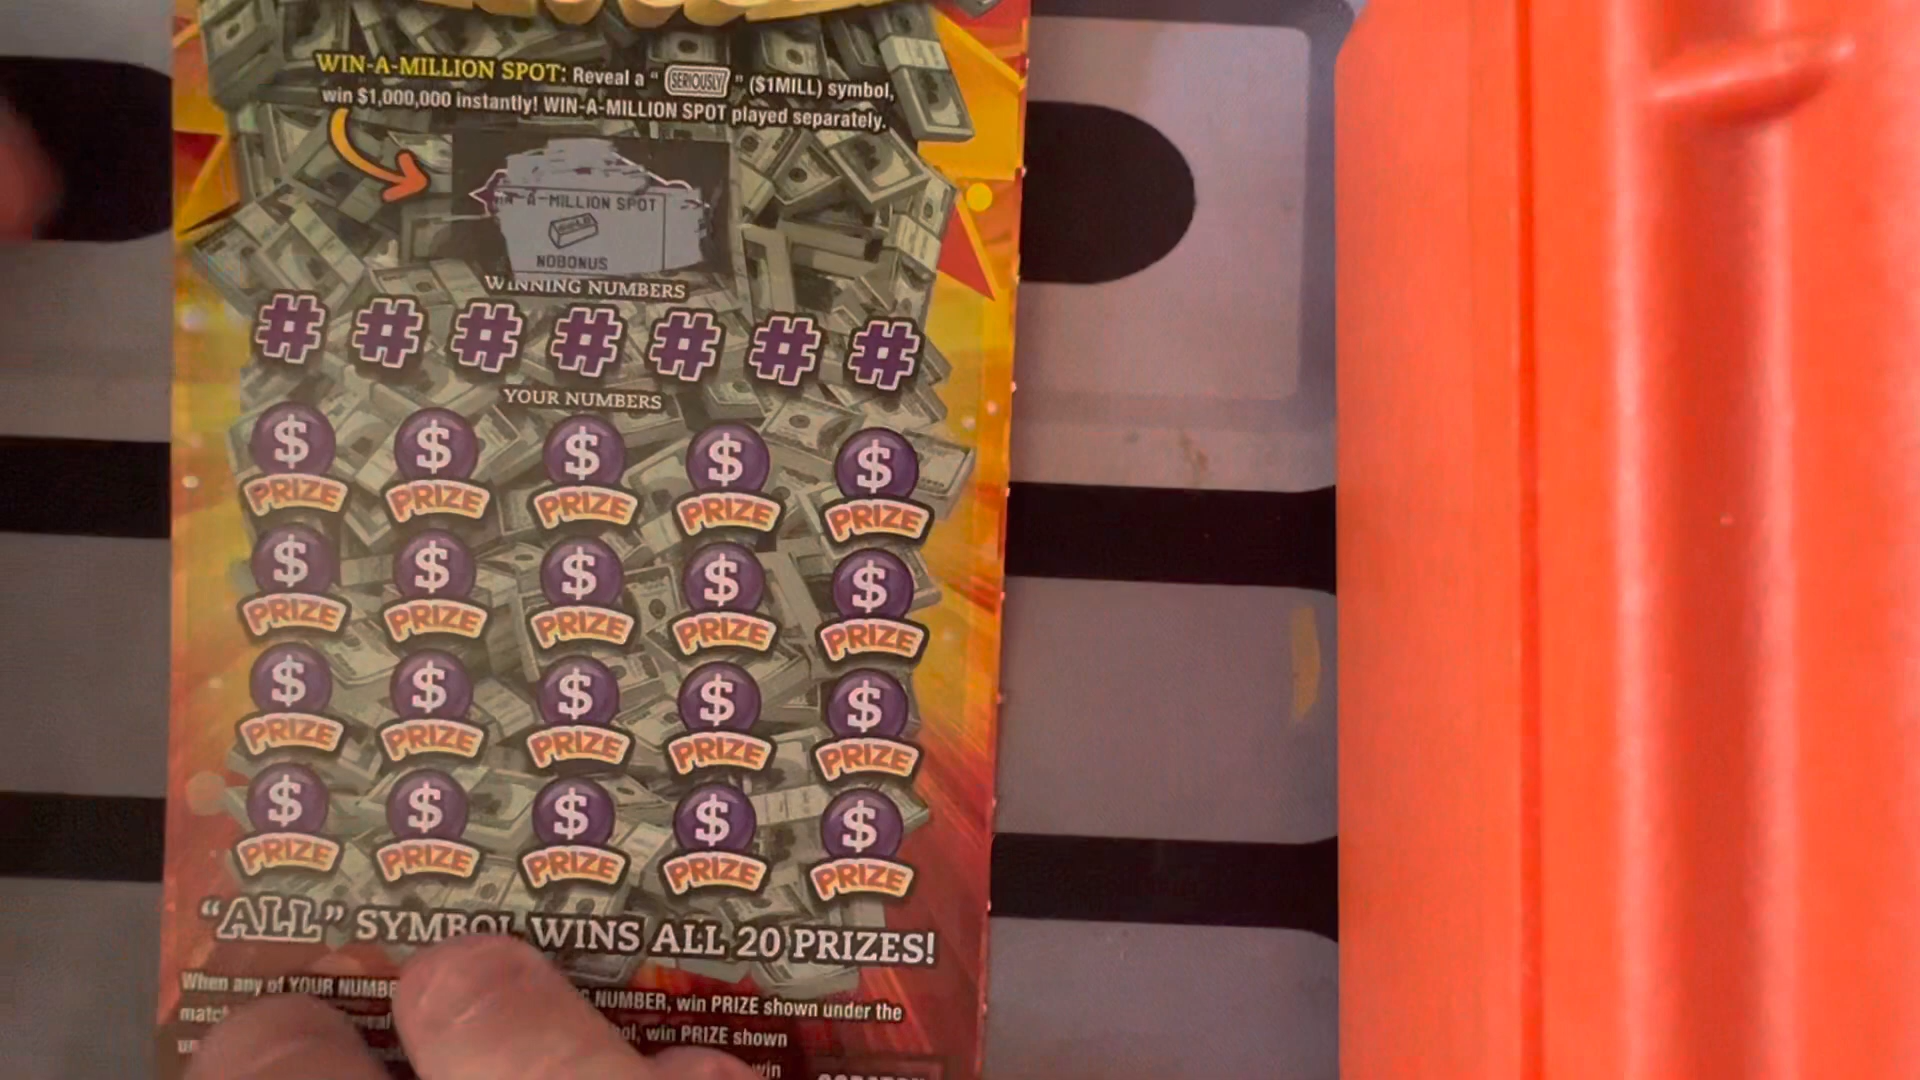 WIN-A-MILLION SPOT: Reveal a "SERIOUSLY" ($1MILL) symbol,
win $1,000,000 instantly! WIN-A-MILLION SPOT played separately.
-A-MILLION SPOT
NOBONUS
WINNING NUMBERS
# # # # # # #
YOUR NUMBERS
$ $ $ $ $
PRIZE PRIZE PRIZE PRIZE PRIZE
$ $ $ $ $
PRIZE PRIZE PRIZE PRIZE PRIZE
$ $ $ $ $
PRIZE PRIZE PRIZE PRIZE PRIZE
$ $ $ $ $
PRIZE PRIZE PRIZE PRIZE PRIZE
"ALL" SYMBOL WINS ALL 20 PRIZES!
When any of YOUR NUMBE NUMBER, win PRIZE shown under the
matc win PRIZE shown
win